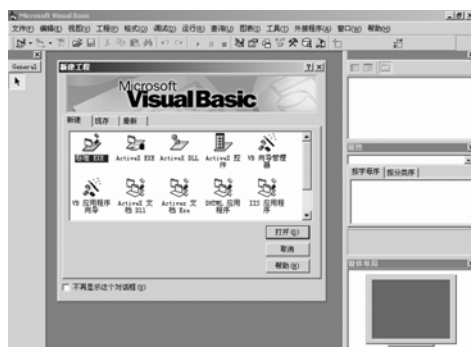 Microsoft Visual Basic
文件(F) 编辑(E) 视图(V) 工程(P) 格式(O) 调试(D) 运行(R) 查询(U) 图表(I) 工具(T) 外接程序(A) 窗口(W) 帮助(H)
General
新建工程
Microsoft
Visual Basic
新建 现存 最新
标准 EXE ActiveX EXE ActiveX DLL ActiveX 控件 VB 向导管理器
VB 应用程序向导 ActiveX 文档 Dll ActiveX 文档 Exe DHTML 应用程序 IIS 应用程序
打开(O)
取消
帮助(H)
不再显示这个对话框(D)
属性
按字母序 按分类序
窗体布局